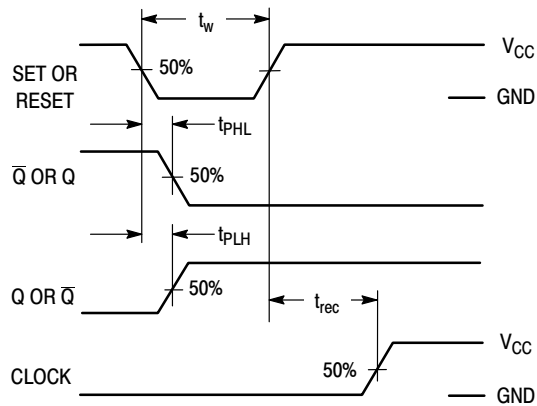 t_w
V_CC
50%
SET OR
RESET
GND
t_PHL
Q̅ OR Q
50%
t_PLH
Q OR Q̅
50%
t_rec
V_CC
50%
CLOCK
GND